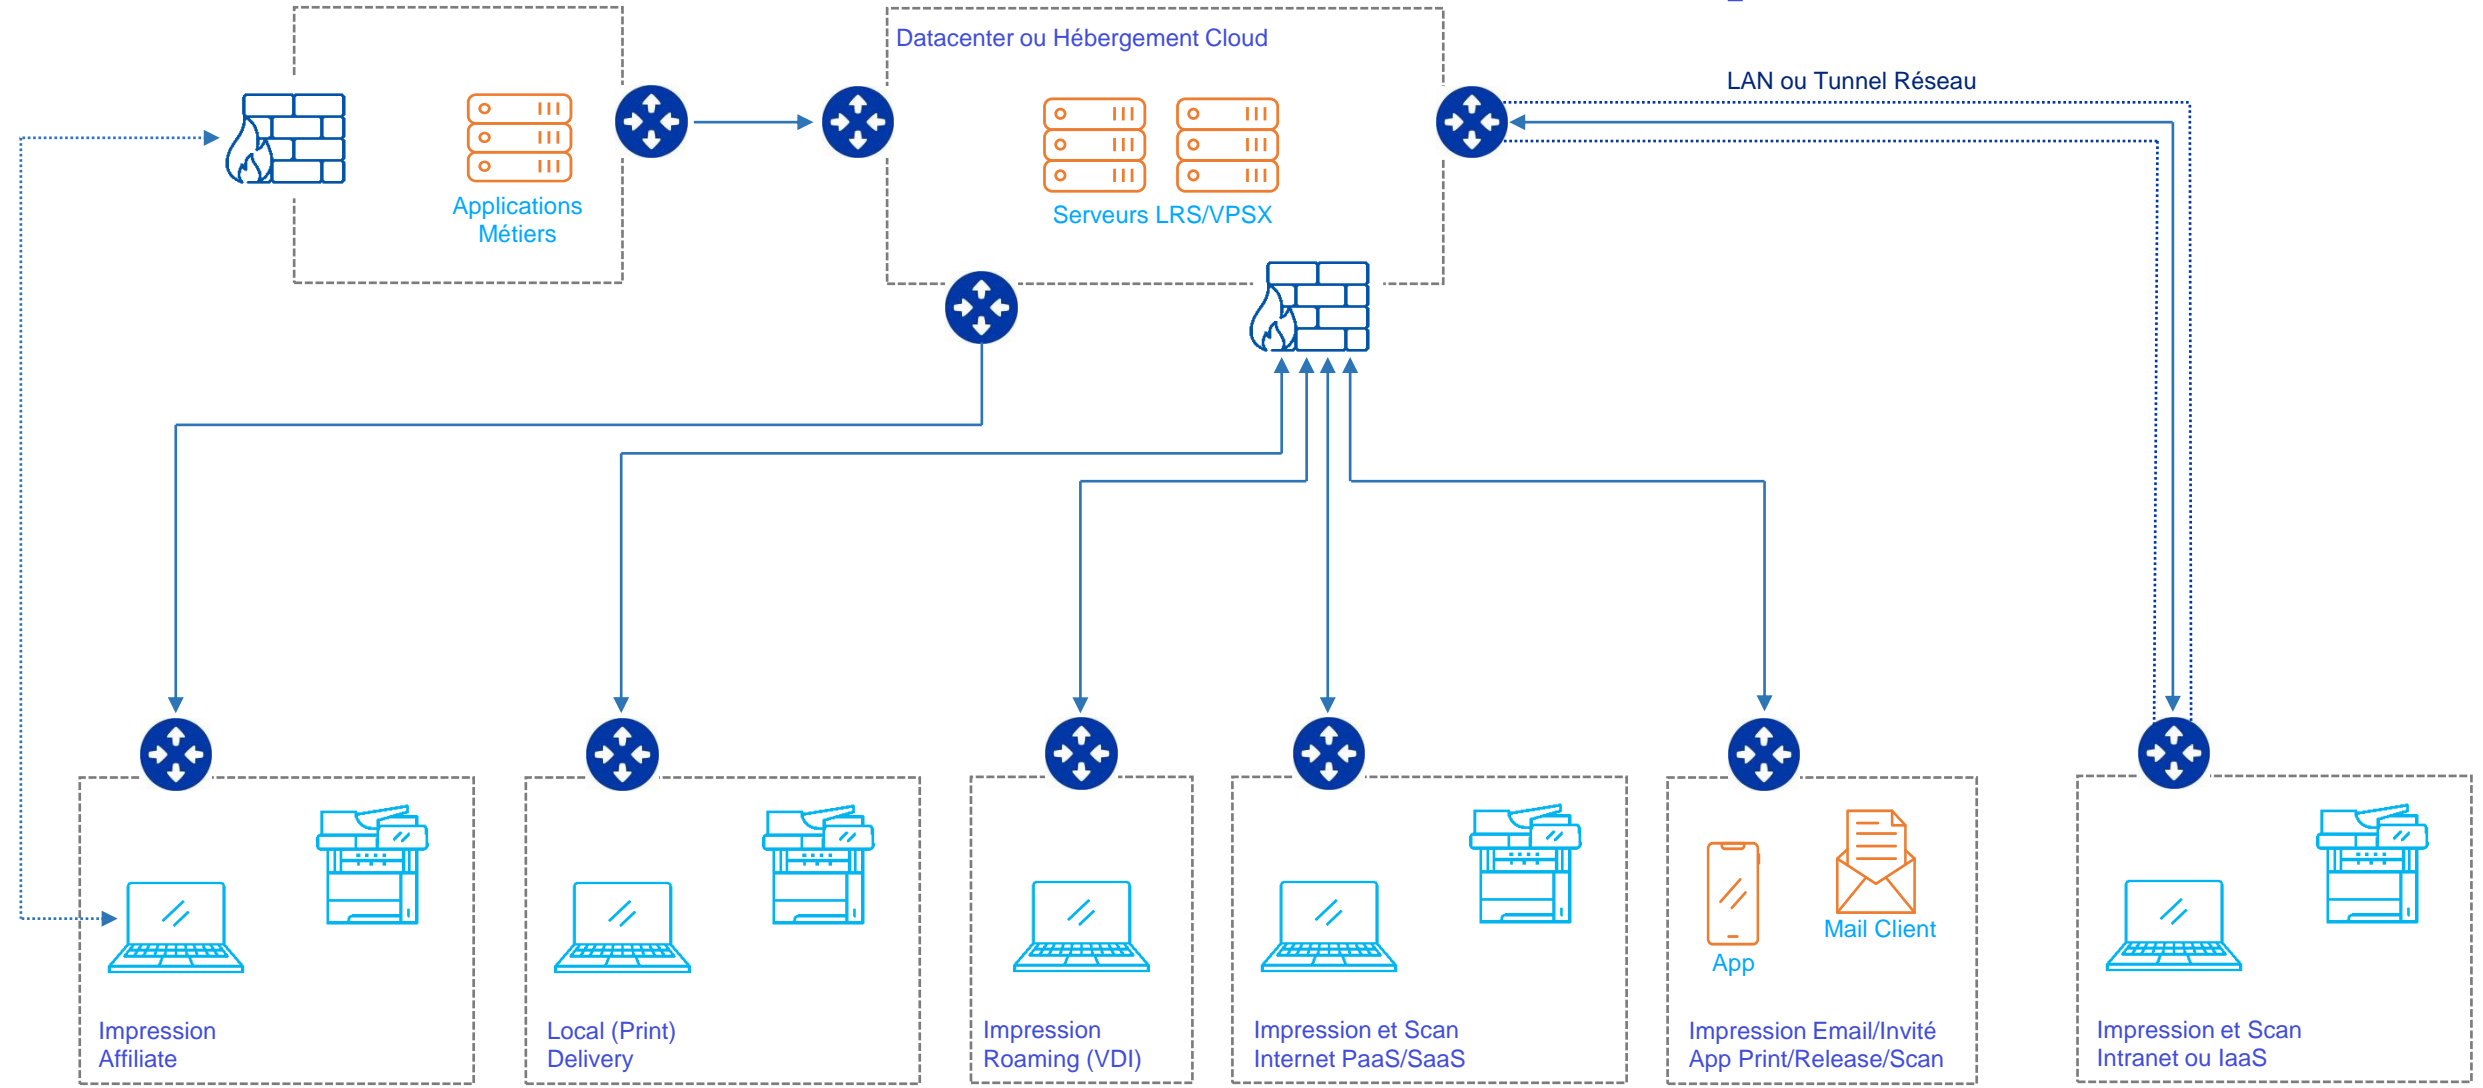 Datacenter ou Hébergement Cloud
LAN ou Tunnel Réseau
Applications
Métiers
Serveurs LRS/VPSX
Mail Client
App
Impression
Affiliate
Local (Print)
Delivery
Impression
Roaming (VDI)
Impression et Scan
Internet PaaS/SaaS
Impression Email/Invité
App Print/Release/Scan
Impression et Scan
Intranet ou IaaS